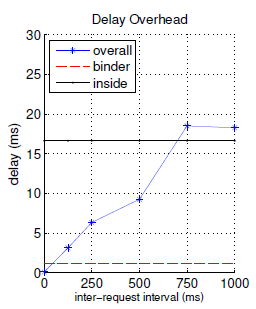 Delay Overhead
30
25
20
15
10
5
0
delay (ms)
overall
binder
inside
0 250 500 750 1000
inter−request interval (ms)